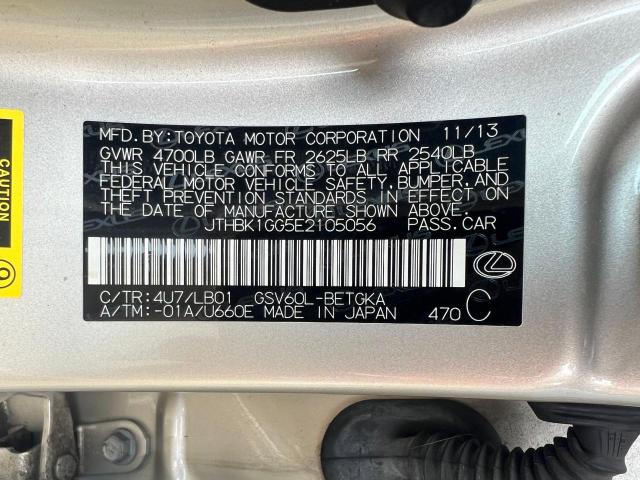 MFD. BY: TOYOTA MOTOR CORPORATION 11/13
GVWR 4700LB GAWR FR 2625LB RR 2540LB
THIS VEHICLE CONFORMS TO ALL APPLICABLE
FEDERAL MOTOR VEHICLE SAFETY, BUMPER, AND
THEFT PREVENTION STANDARDS IN EFFECT ON
THE DATE OF MANUFACTURE SHOWN ABOVE.
JTHBK1GG5E2105056 PASS. CAR
C/TR: 4U7/LB01 GSV60L-BETGKA
A/TM: -01A/U660E MADE IN JAPAN 470 C
CAUTION